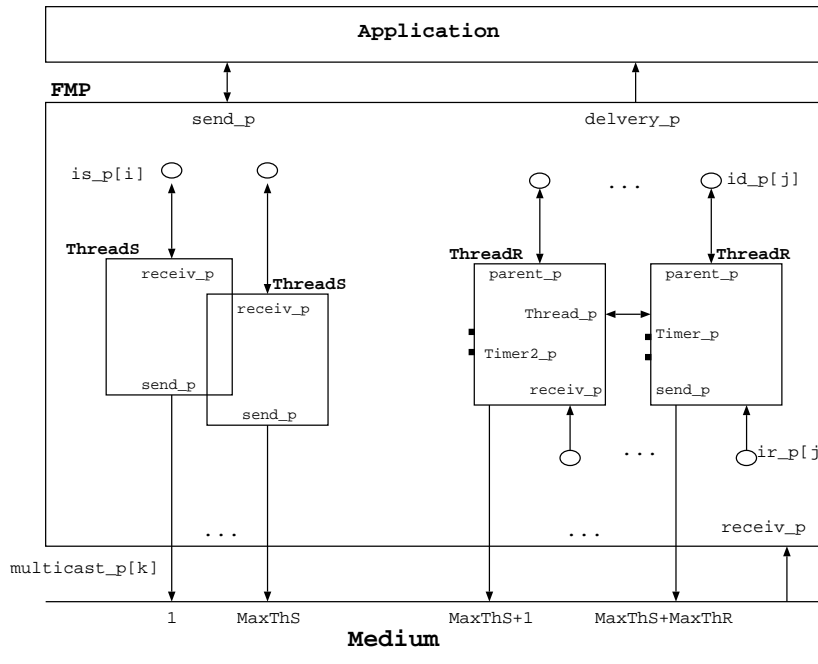 Application
FMP
send_p delvery_p
is_p[i] ... id_p[j]
ThreadS ThreadR ThreadR
receiv_p parent_p parent_p
ThreadS
receiv_p Thread_p
Timer_p
Timer2_p
send_p receiv_p send_p
send_p
... ir_p[j
... ... receiv_p
multicast_p[k]
1 MaxThS MaxThS+1 MaxThS+MaxThR
Medium